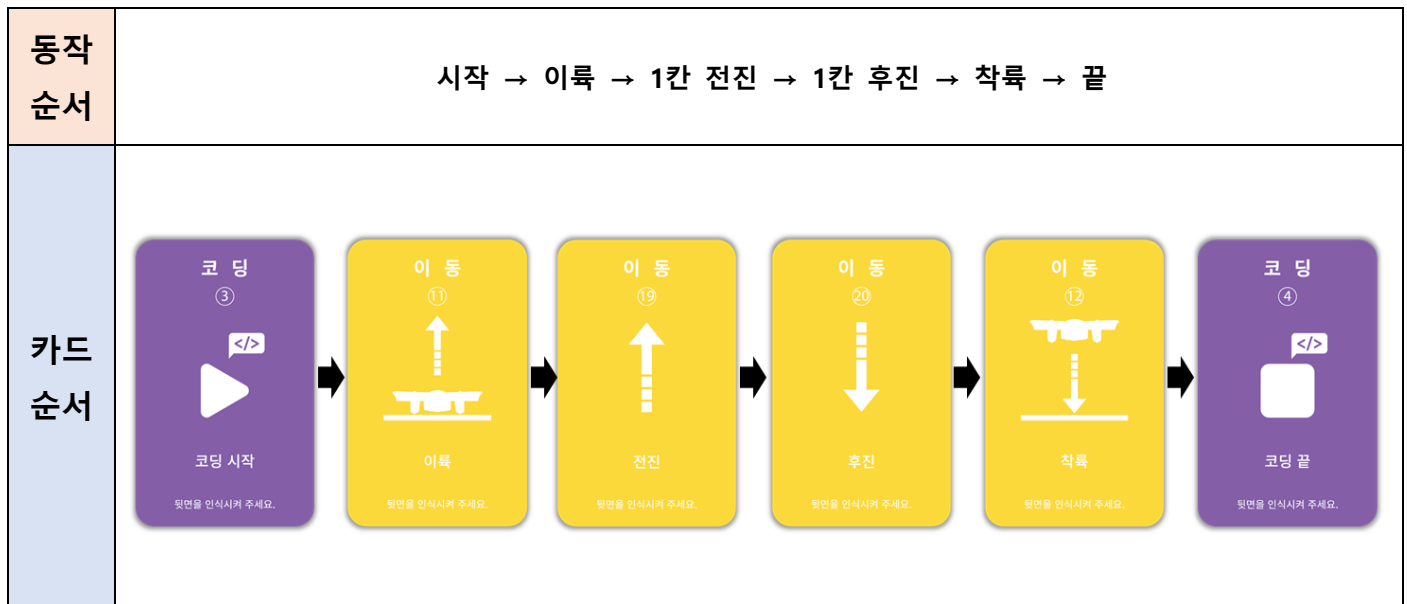 동작
순서
시작 → 이륙 → 1칸 전진 → 1칸 후진 → 착륙 → 끝
카드
순서
코 딩
③
</>
코딩 시작
뒷면을 인식시켜 주세요.
이 동
⑪
이륙
뒷면을 인식시켜 주세요.
이 동
⑲
전진
뒷면을 인식시켜 주세요.
이 동
⑳
후진
뒷면을 인식시켜 주세요.
이 동
⑫
착륙
뒷면을 인식시켜 주세요.
코 딩
④
</>
코딩 끝
뒷면을 인식시켜 주세요.